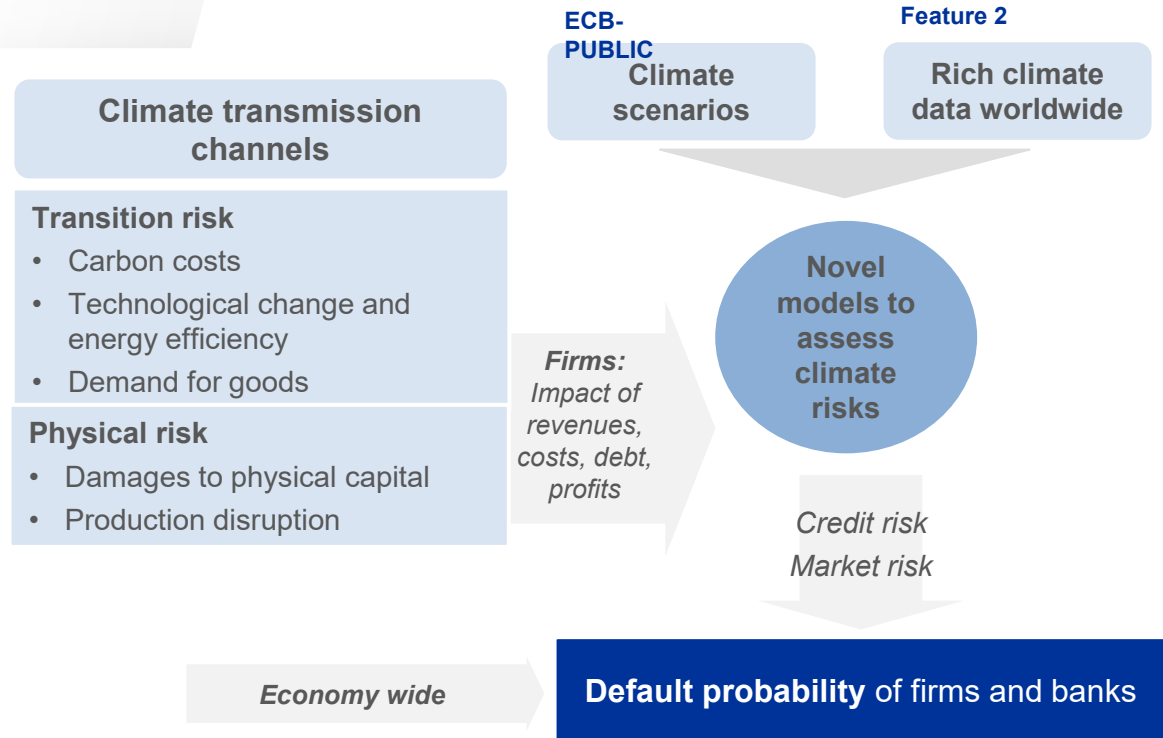 ECB-
PUBLIC
Feature 2
Climate
scenarios
Rich climate
data worldwide
Climate transmission
channels
Transition risk
• Carbon costs
• Technological change and
energy efficiency
• Demand for goods
Physical risk
• Damages to physical capital
• Production disruption
Firms:
Impact of
revenues,
costs, debt,
profits
Novel
models to
assess
climate
risks
Credit risk
Market risk
Economy wide
Default probability of firms and banks